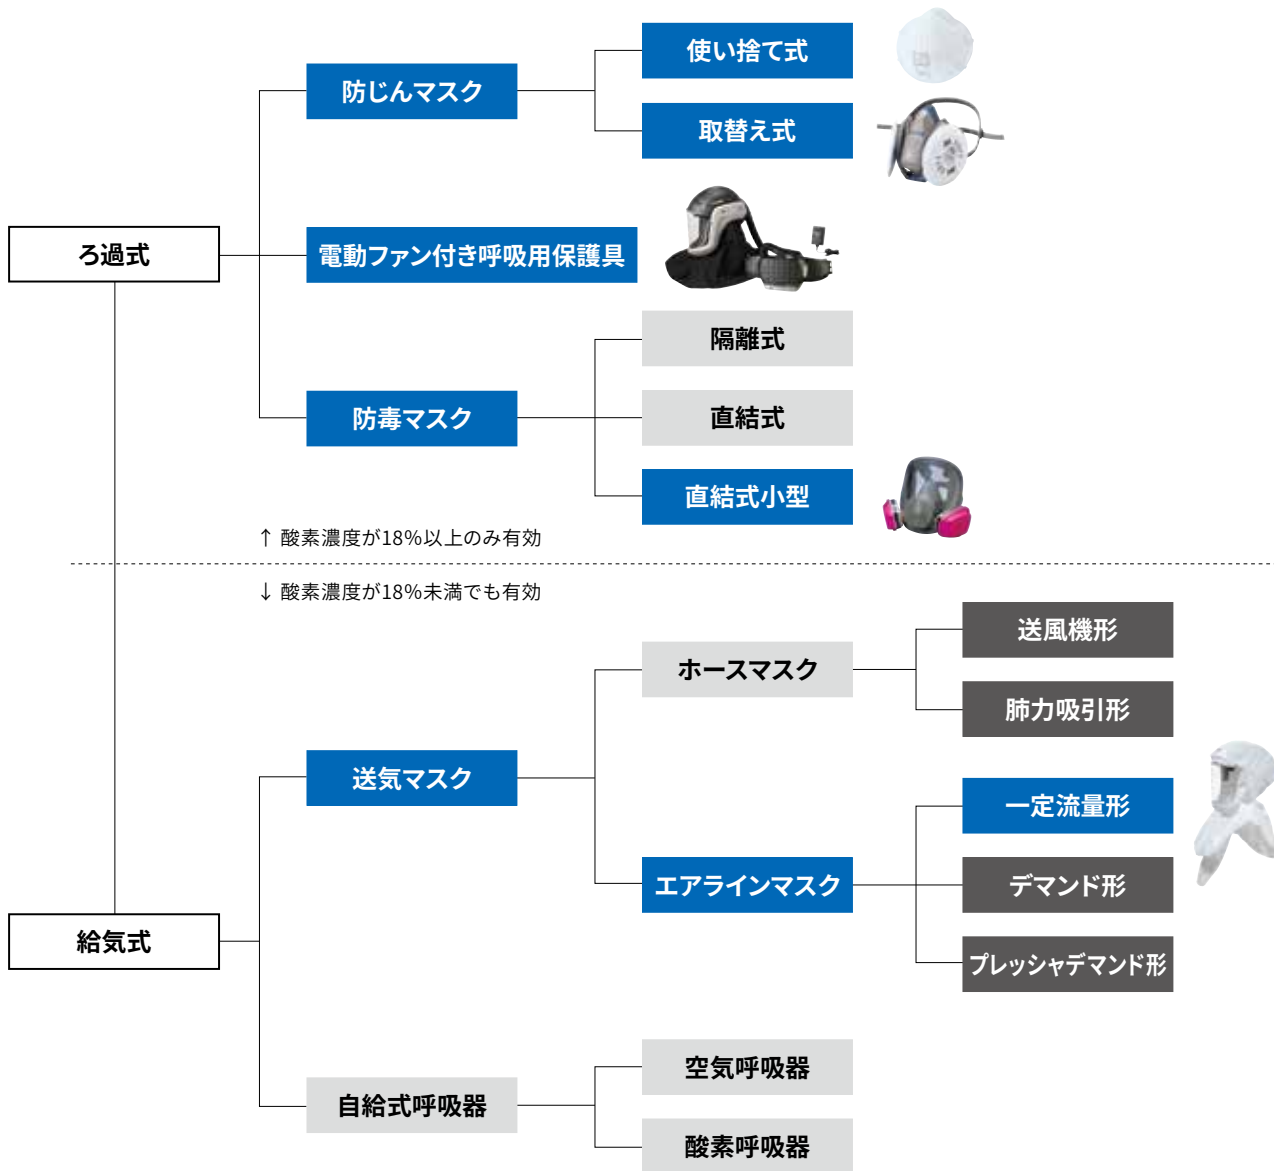 使い捨て式
防じんマスク
取替え式
ろ過式
電動ファン付き呼吸用保護具
隔離式
防毒マスク
直結式
直結式小型
↑ 酸素濃度が18%以上のみ有効
↓ 酸素濃度が18%未満でも有効
送風機形
ホースマスク
肺力吸引形
送気マスク
一定流量形
エアラインマスク
デマンド形
給気式
プレッシャデマンド形
空気呼吸器
自給式呼吸器
酸素呼吸器